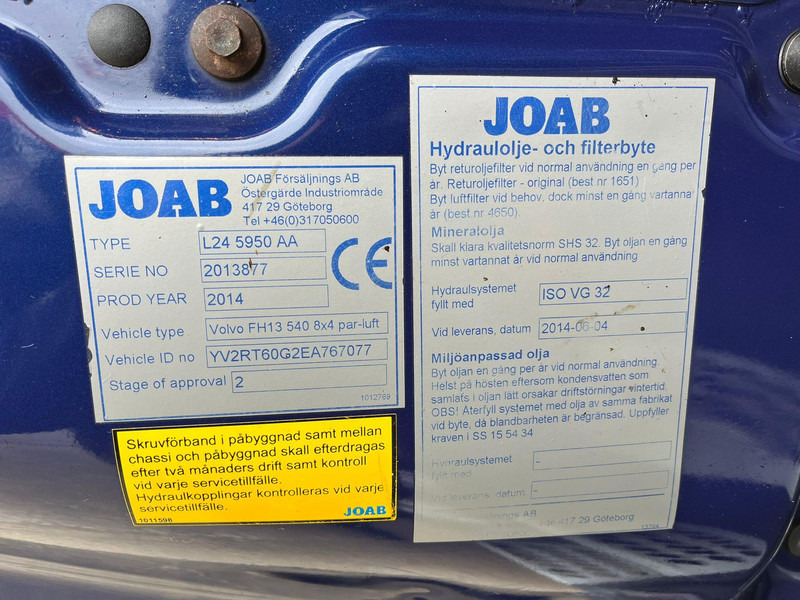 JOAB
JOAB Försäljnings AB
Östergärde Industriområde
417 29 Göteborg
Tel +46(0)317050600
TYPE L24 5950 AA
SERIE NO 2013877
PROD YEAR 2014
CE
Vehicle type Volvo FH13 540 8x4 par-luft
Vehicle ID no YV2RT60G2EA767077
Stage of approval 2
1012769
Skruvförband i påbyggnad samt mellan
chassi och påbyggnad skall efterdragas
efter två månaders drift samt kontroll
vid varje servicetillfälle.
Hydraulkopplingar kontrolleras vid varje
servicetillfälle.
1011598
JOAB
JOAB
Hydraulolje- och filterbyte
Byt returoljefilter vid normal användning en gång per
år. Returoljefilter - original (best nr 1651)
Byt luftfilter vid behov, dock minst en gång vartannat
år (best nr 4650).
Mineralolja
Skall klara kvalitetsnorm SHS 32. Byt oljan en gång
minst vartannat år vid normal användning
Hydraulsystemet
fyllt med ISO VG 32
Vid leverans, datum 2014-06-04
Miljöanpassad olja
Byt oljan en gång per år vid normal användning.
Helst på hösten eftersom kondensvatten som
samlats i oljan lätt orsakar driftstörningar vintertid.
OBS! Återfyll systemet med olja av samma fabrikat
vid byte, då blandbarheten är begränsad. Uppfyller
kraven i SS 15 54 34
Hydraulsystemet
fyllt med -
Vid leverans, datum -
AB
417 29 Göteborg